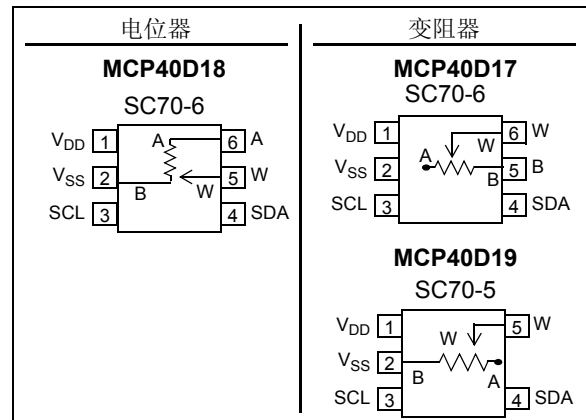 电位器
MCP40D18
SC70-6
VDD 1 A 6 A
VSS 2 5 W
B W
SCL 3 4 SDA
变阻器
MCP40D17
SC70-6
VDD 1 6 W
W
A
VSS 2 B 5 B
SCL 3 4 SDA
MCP40D19
SC70-5
VDD 1 5 W
W
VSS 2
B A
SCL 3 4 SDA